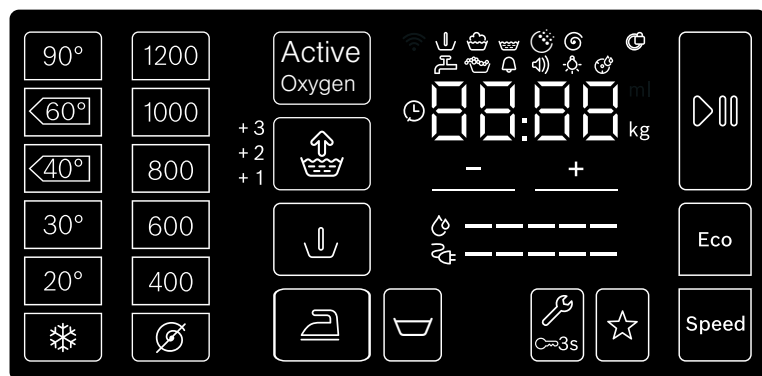 90°
60°
40°
30°
20°
1200
1000
800
600
400
Active
Oxygen
+ 3
+ 2
+ 1
88:88
ml
kg
− +
3s
Eco
Speed